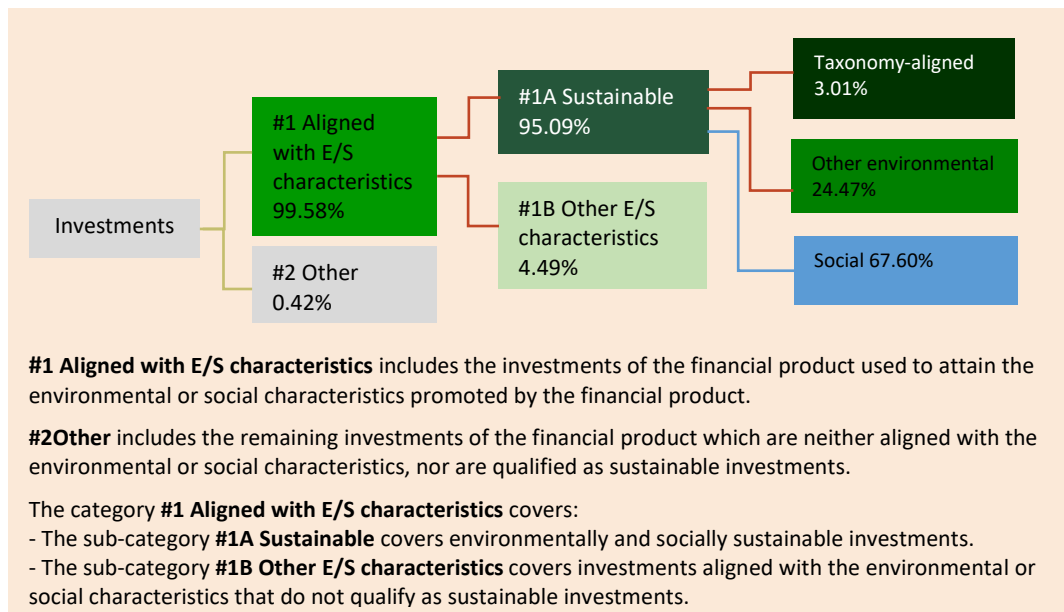 Investments
#1 Aligned
with E/S
characteristics
99.58%
#2 Other
0.42%
#1A Sustainable
95.09%
#1B Other E/S
characteristics
4.49%
Taxonomy-aligned
3.01%
Other environmental
24.47%
Social 67.60%
#1 Aligned with E/S characteristics includes the investments of the financial product used to attain the
environmental or social characteristics promoted by the financial product.
#2Other includes the remaining investments of the financial product which are neither aligned with the
environmental or social characteristics, nor are qualified as sustainable investments.
The category #1 Aligned with E/S characteristics covers:
- The sub-category #1A Sustainable covers environmentally and socially sustainable investments.
- The sub-category #1B Other E/S characteristics covers investments aligned with the environmental or
social characteristics that do not qualify as sustainable investments.